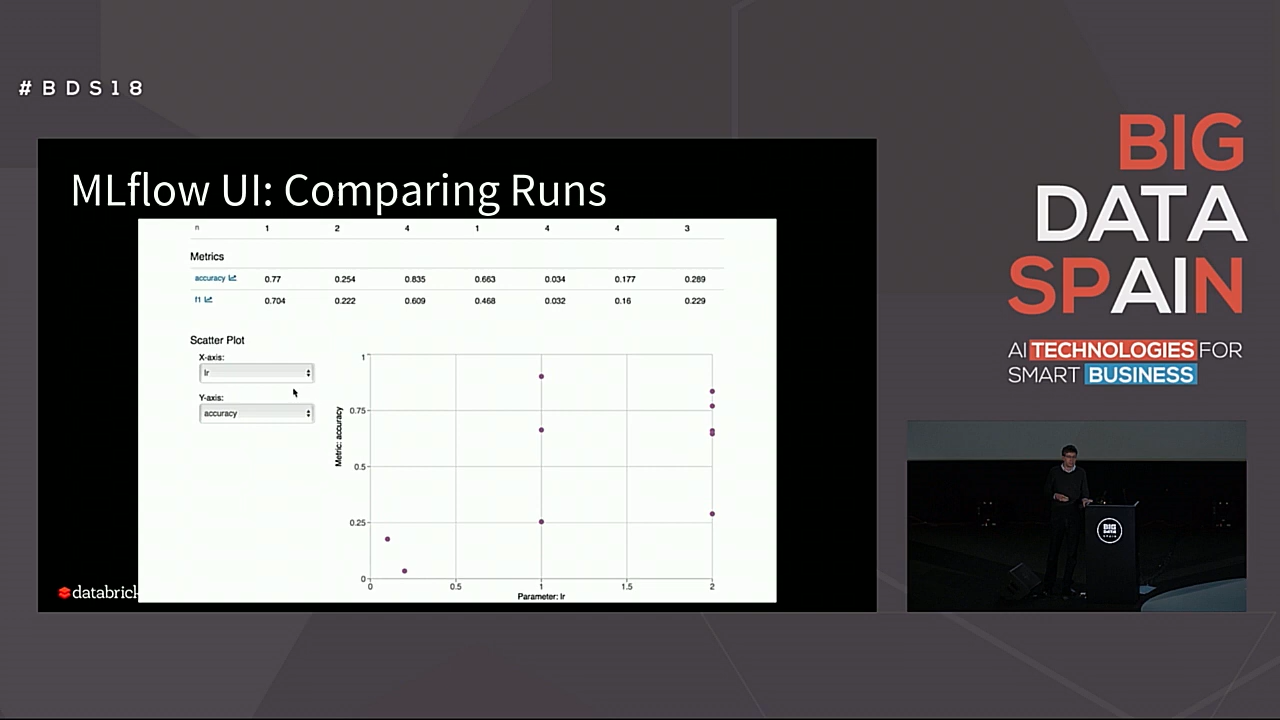 #BDS18
MLflow UI: Comparing Runs
n 1 2 4 1 4 4 3
Metrics
accuracy 0.77 0.254 0.835 0.663 0.034 0.177 0.289
f1 0.704 0.222 0.609 0.468 0.032 0.16 0.229
Scatter Plot
X-axis:
lr
Y-axis:
accuracy
Metric: accuracy
1
0.75
0.5
0.25
0
0 0.5 1 1.5 2
Parameter: lr
databrick
BIG
DATA
SPAIN
AI TECHNOLOGIES FOR
SMART BUSINESS
BIG
DATA
SPAIN